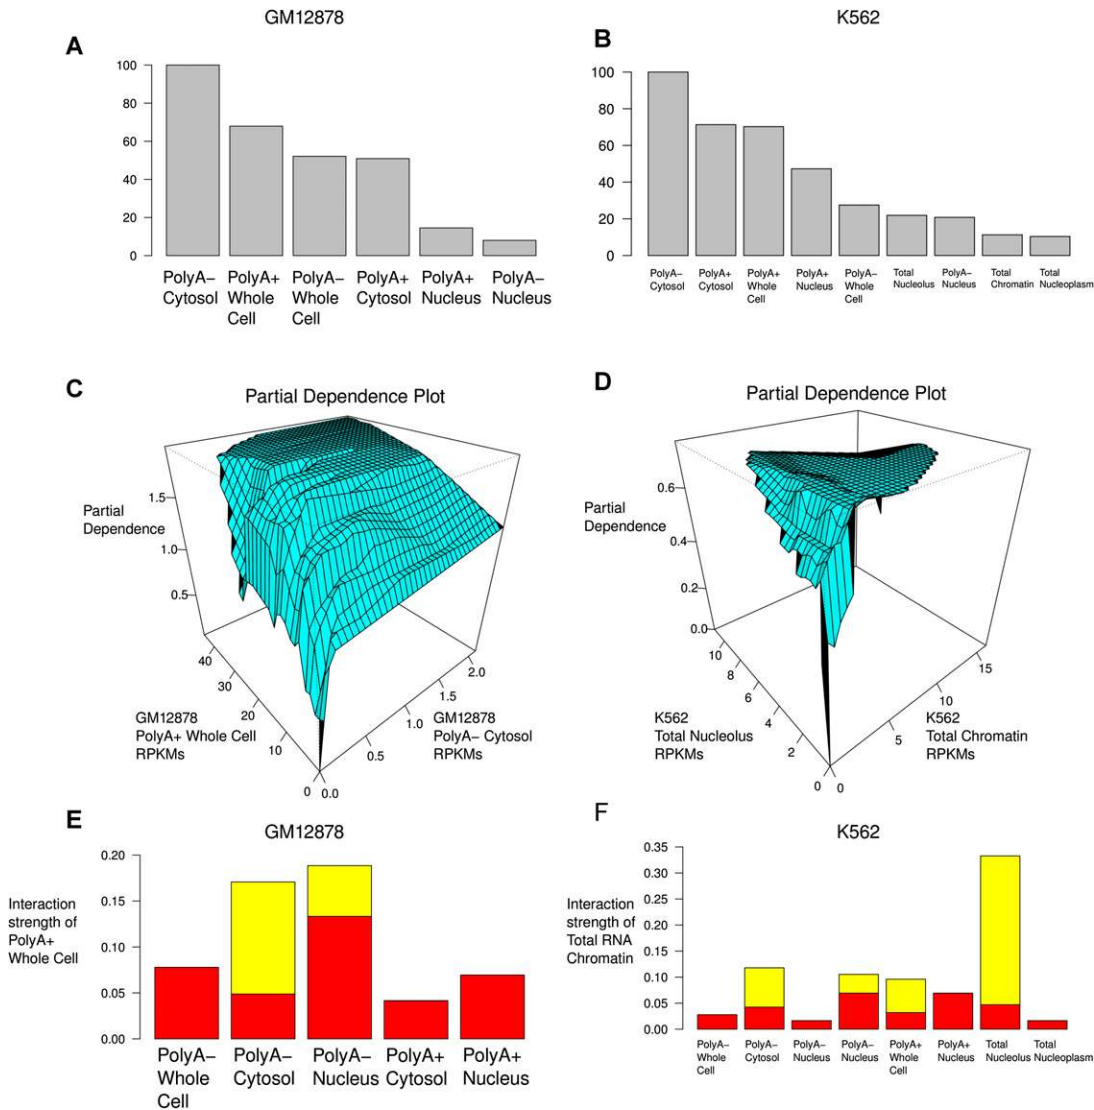 GM12878
K562
A
100
80
60
40
20
0
PolyA−
Cytosol
PolyA+
Whole
Cell
PolyA−
Whole
Cell
PolyA+
Cytosol
PolyA+
Nucleus
PolyA−
Nucleus
B
100
80
60
40
20
0
PolyA−
Cytosol
PolyA+
Cytosol
PolyA+
Whole
Cell
PolyA+
Nucleus
PolyA−
Whole
Cell
Total
Nucleolus
PolyA−
Nucleus
Total
Chromatin
Total
Nucleoplasm
C
Partial Dependence Plot
Partial
Dependence
1.5
1.0
0.5
40
30
20
10
0
GM12878
PolyA+ Whole Cell
RPKMs
0.0
0.5
1.0
1.5
2.0
GM12878
PolyA− Cytosol
RPKMs
D
Partial Dependence Plot
Partial
Dependence
0.6
0.4
0.2
0.0
10
8
6
4
2
0
K562
Total Nucleolus
RPKMs
0
5
10
15
K562
Total Chromatin
RPKMs
E
GM12878
Interaction
strength of
PolyA+
Whole Cell
0.20
0.15
0.10
0.05
0.00
PolyA−
Whole
Cell
PolyA−
Cytosol
PolyA−
Nucleus
PolyA+
Cytosol
PolyA+
Nucleus
F
K562
Interaction
strength of
Total RNA
Chromatin
0.35
0.30
0.25
0.20
0.15
0.10
0.05
0.00
PolyA−
Whole
Cell
PolyA−
Cytosol
PolyA−
Nucleus
PolyA−
Nucleus
PolyA+
Whole
Cell
PolyA+
Nucleus
Total
Nucleolus
Total
Nucleoplasm